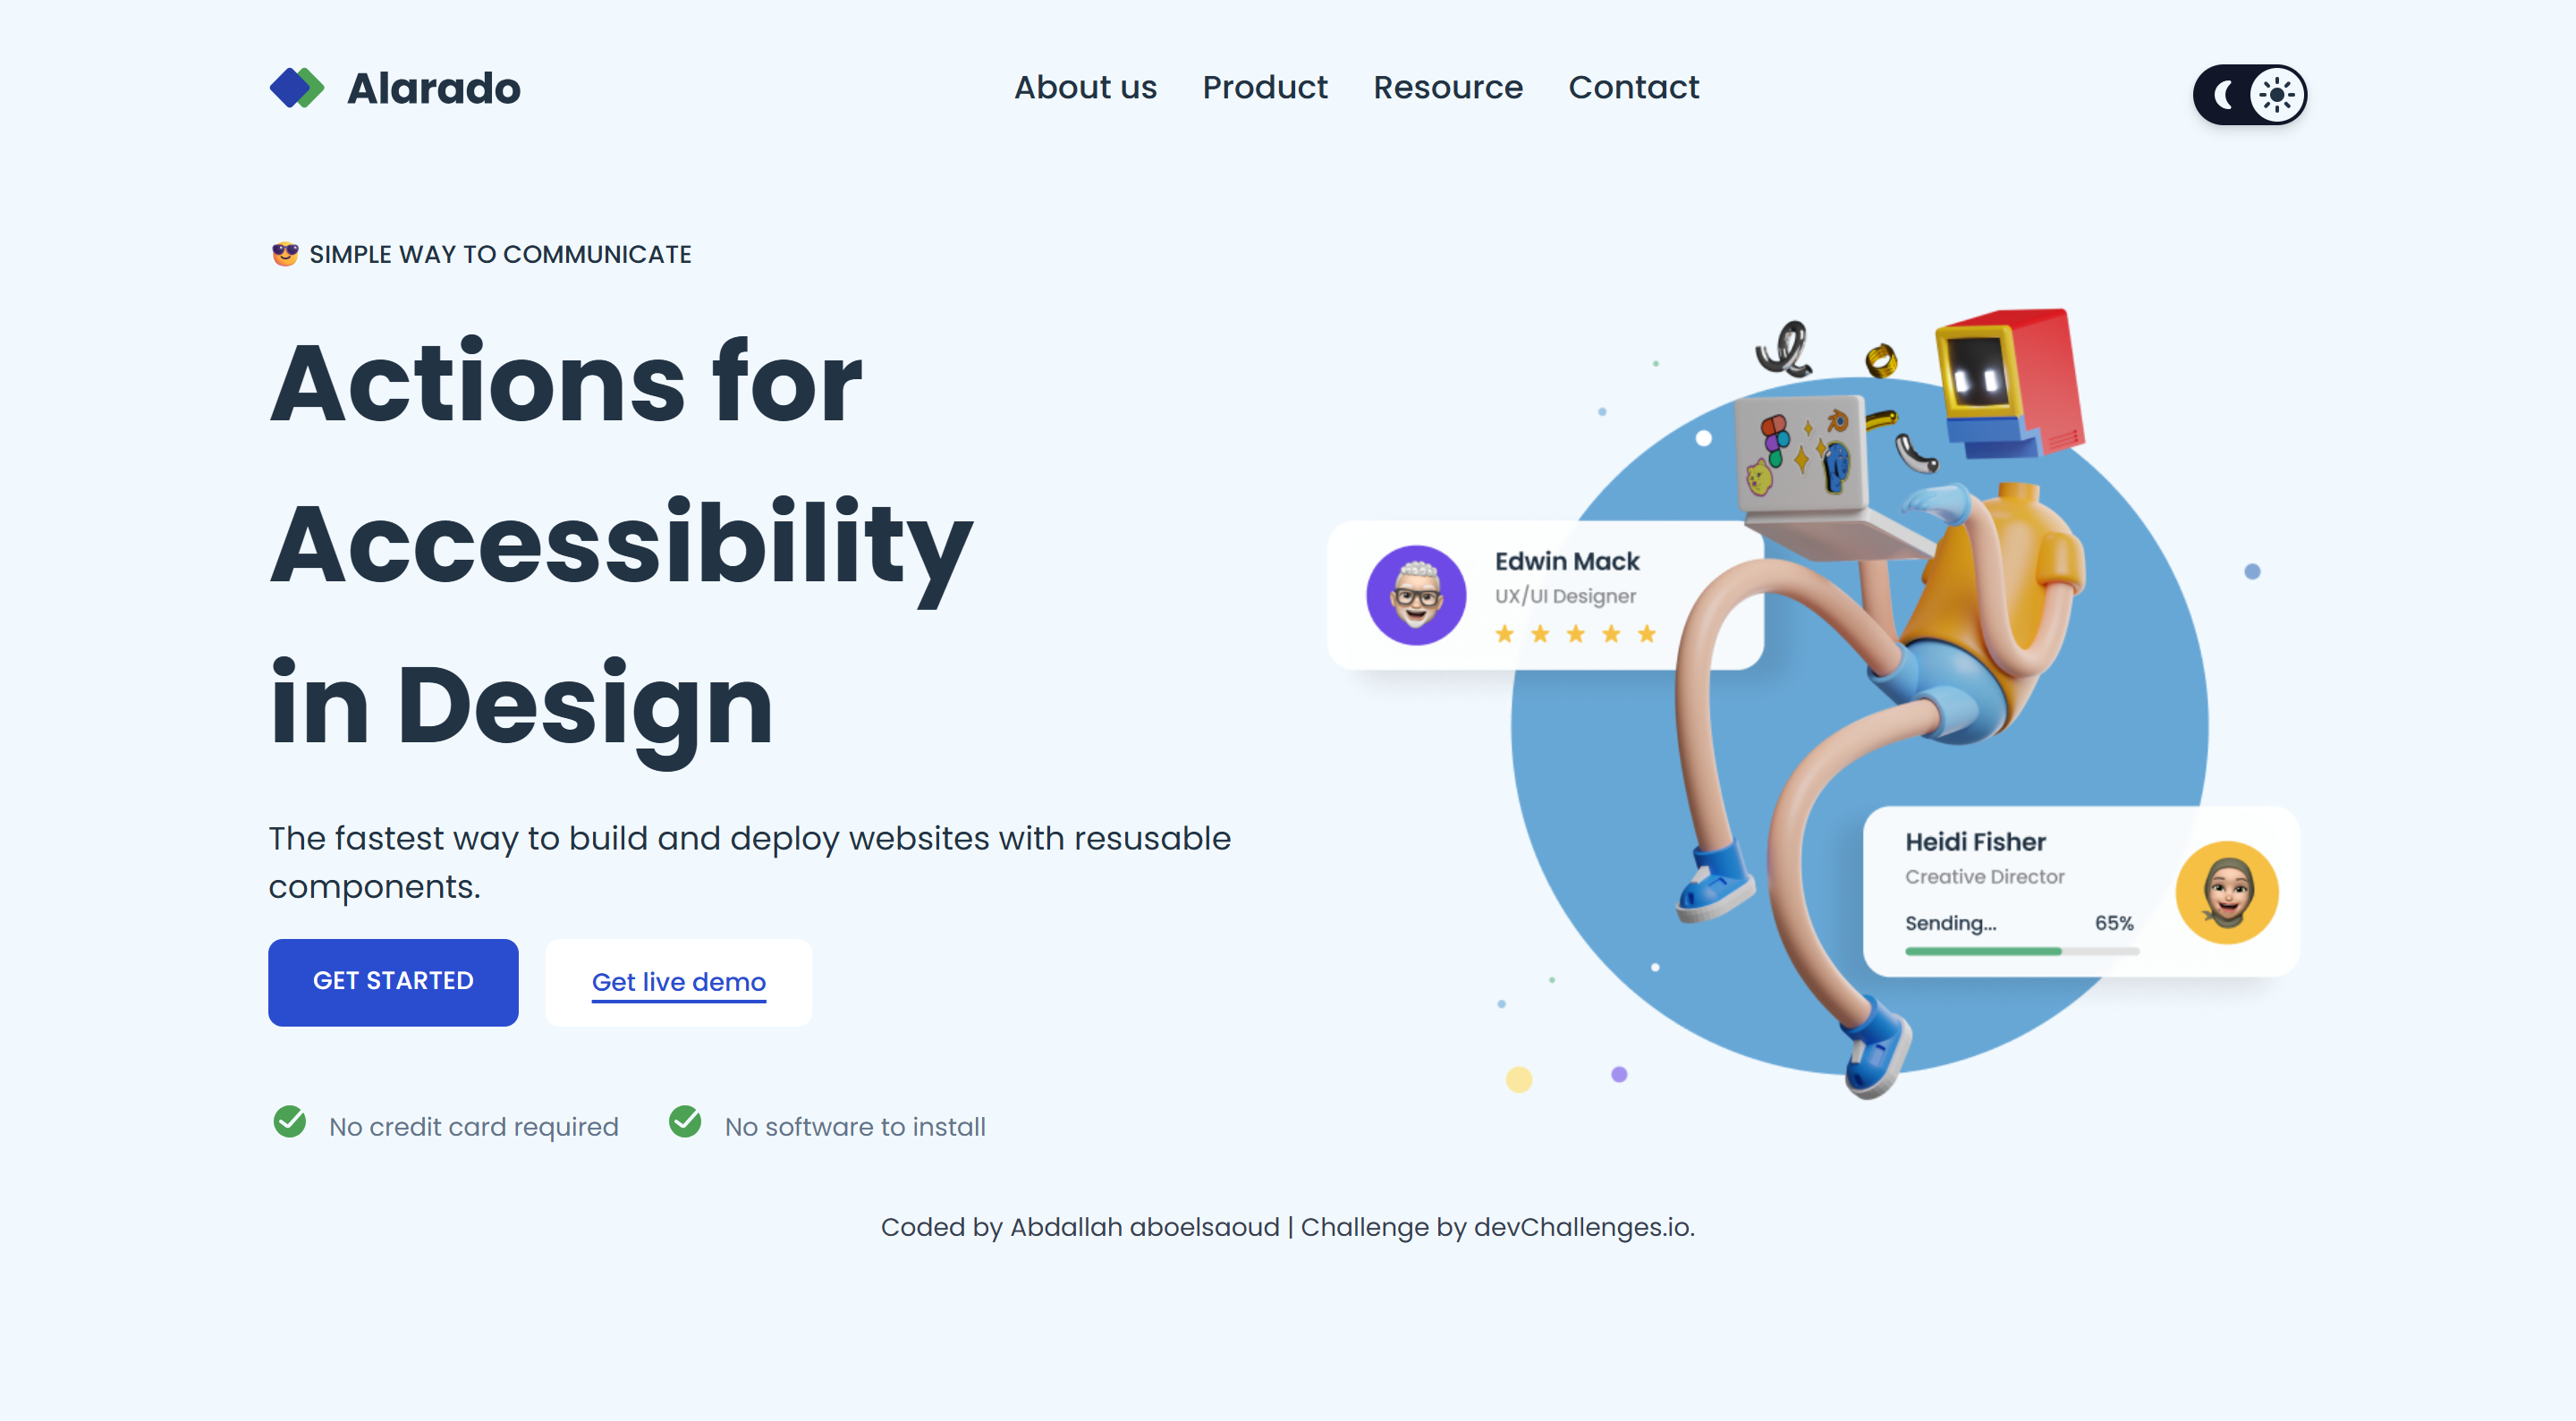 Alarado
About us Product Resource Contact
😎 SIMPLE WAY TO COMMUNICATE
Actions for
Accessibility
in Design
The fastest way to build and deploy websites with resusable
components.
GET STARTED Get live demo
No credit card required No software to install
Edwin Mack
UX/UI Designer
Heidi Fisher
Creative Director
Sending... 65%
Coded by Abdallah aboelsaoud | Challenge by devChallenges.io.